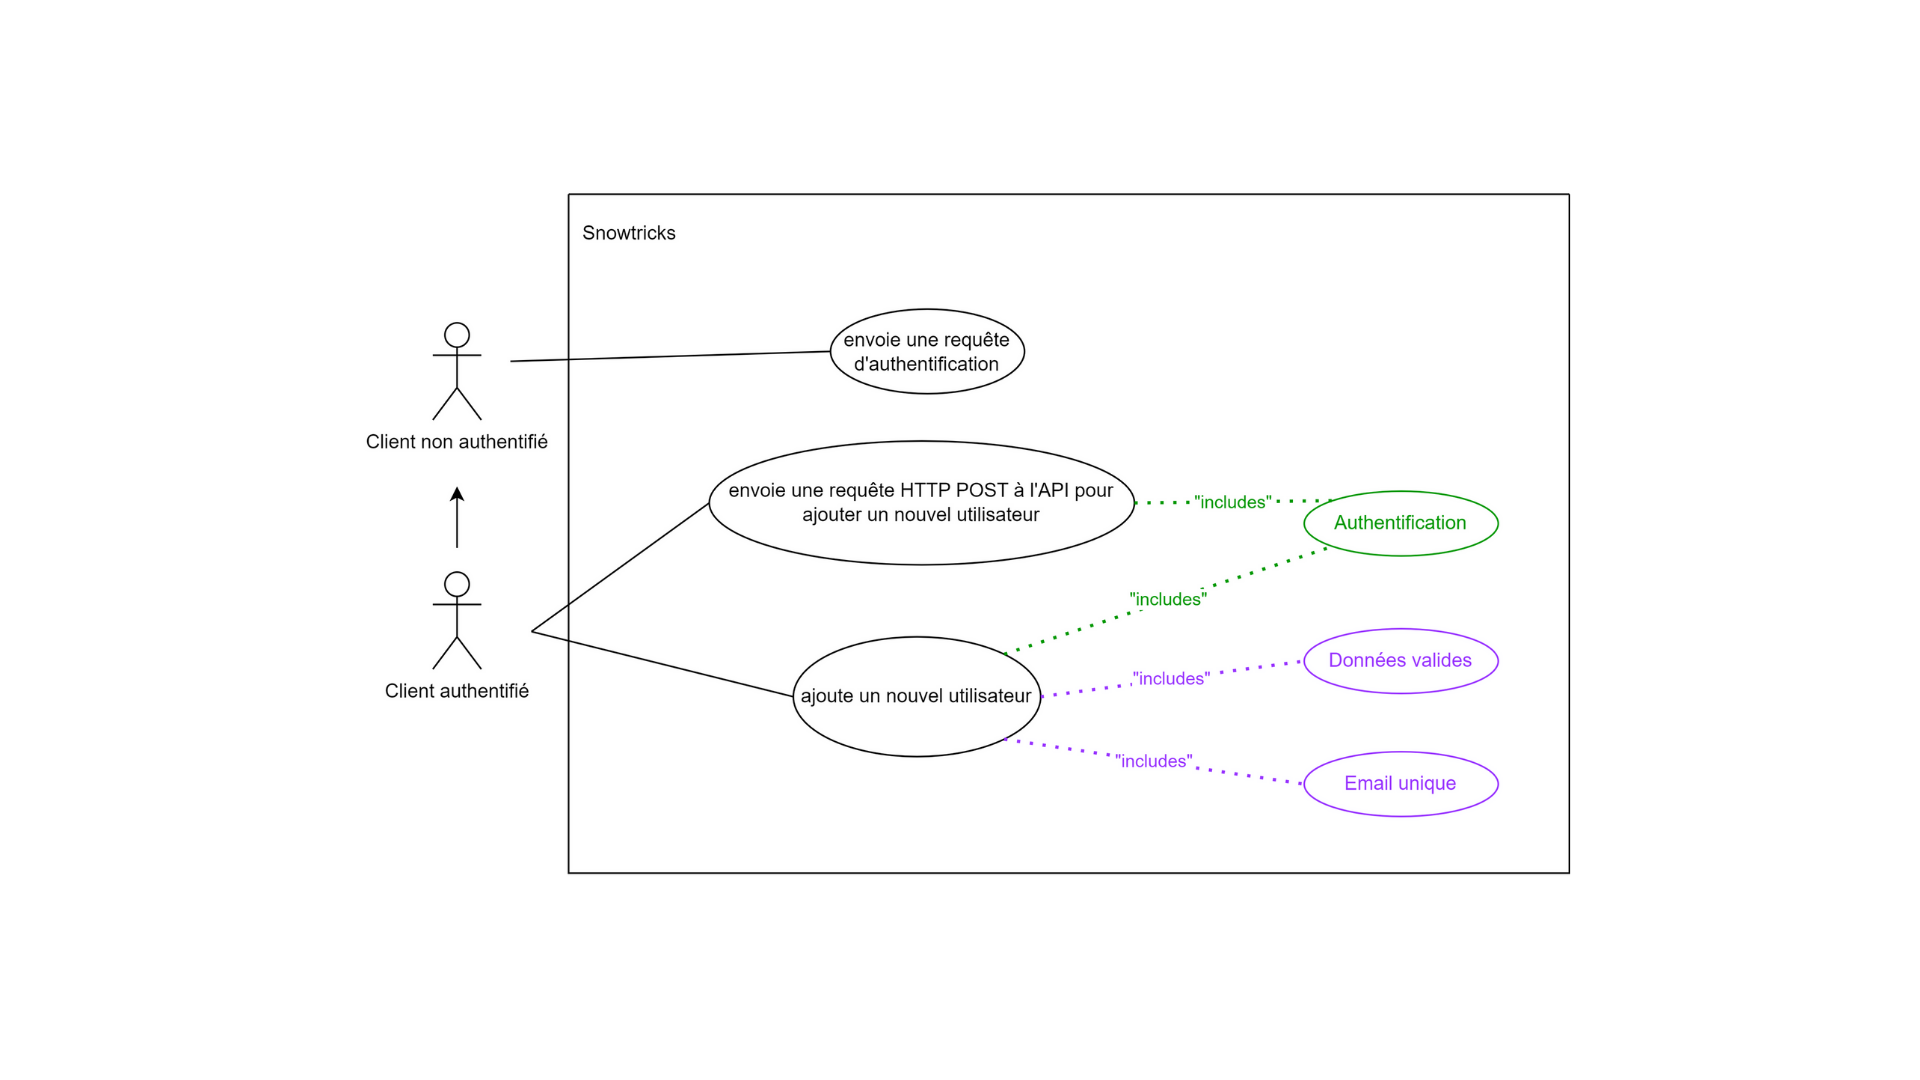 Snowtricks
envoie une requête
d'authentification
Client non authentifié
envoie une requête HTTP POST à l'API pour
ajouter un nouvel utilisateur
"includes"
Authentification
"includes"
Client authentifié
ajoute un nouvel utilisateur
"includes"
Données valides
"includes"
Email unique